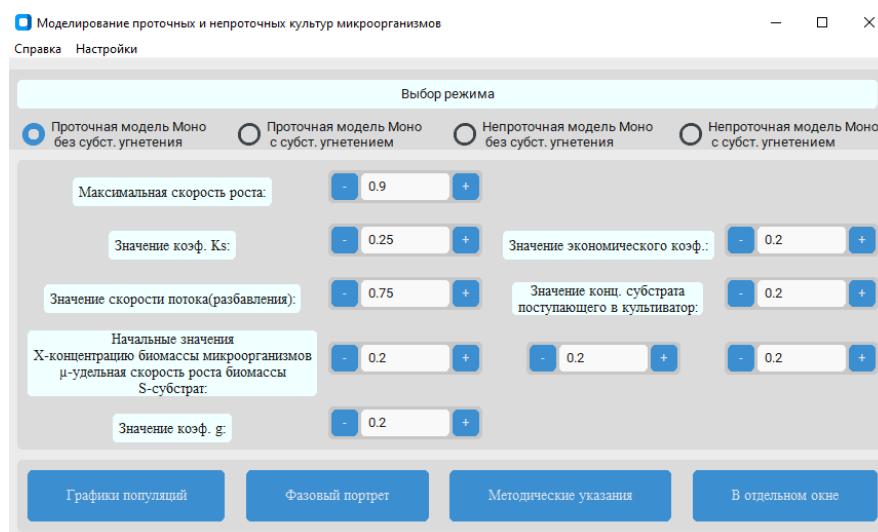 Моделирование проточных и непроточных культур микроорганизмов
Справка Настройки
Выбор режима
Проточная модель Моно
без субст. угнетения
Проточная модель Моно
с субст. угнетением
Непроточная модель Моно
без субст. угнетения
Непроточная модель Моно
с субст. угнетением
Максимальная скорость роста:
- 0.9 +
Значение коэф. Ks:
- 0.25 +
Значение экономического коэф.:
- 0.2 +
Значение скорости потока(разбавления):
- 0.75 +
Значение конц. субстрата
поступающего в культиватор:
- 0.2 +
Начальные значения
X-концентрацию биомассы микроорганизмов
μ-удельная скорость роста биомассы
S-субстрат:
- 0.2 +
- 0.2 +
- 0.2 +
Значение коэф. g:
- 0.2 +
Графики популяций
Фазовый портрет
Методические указания
В отдельном окне